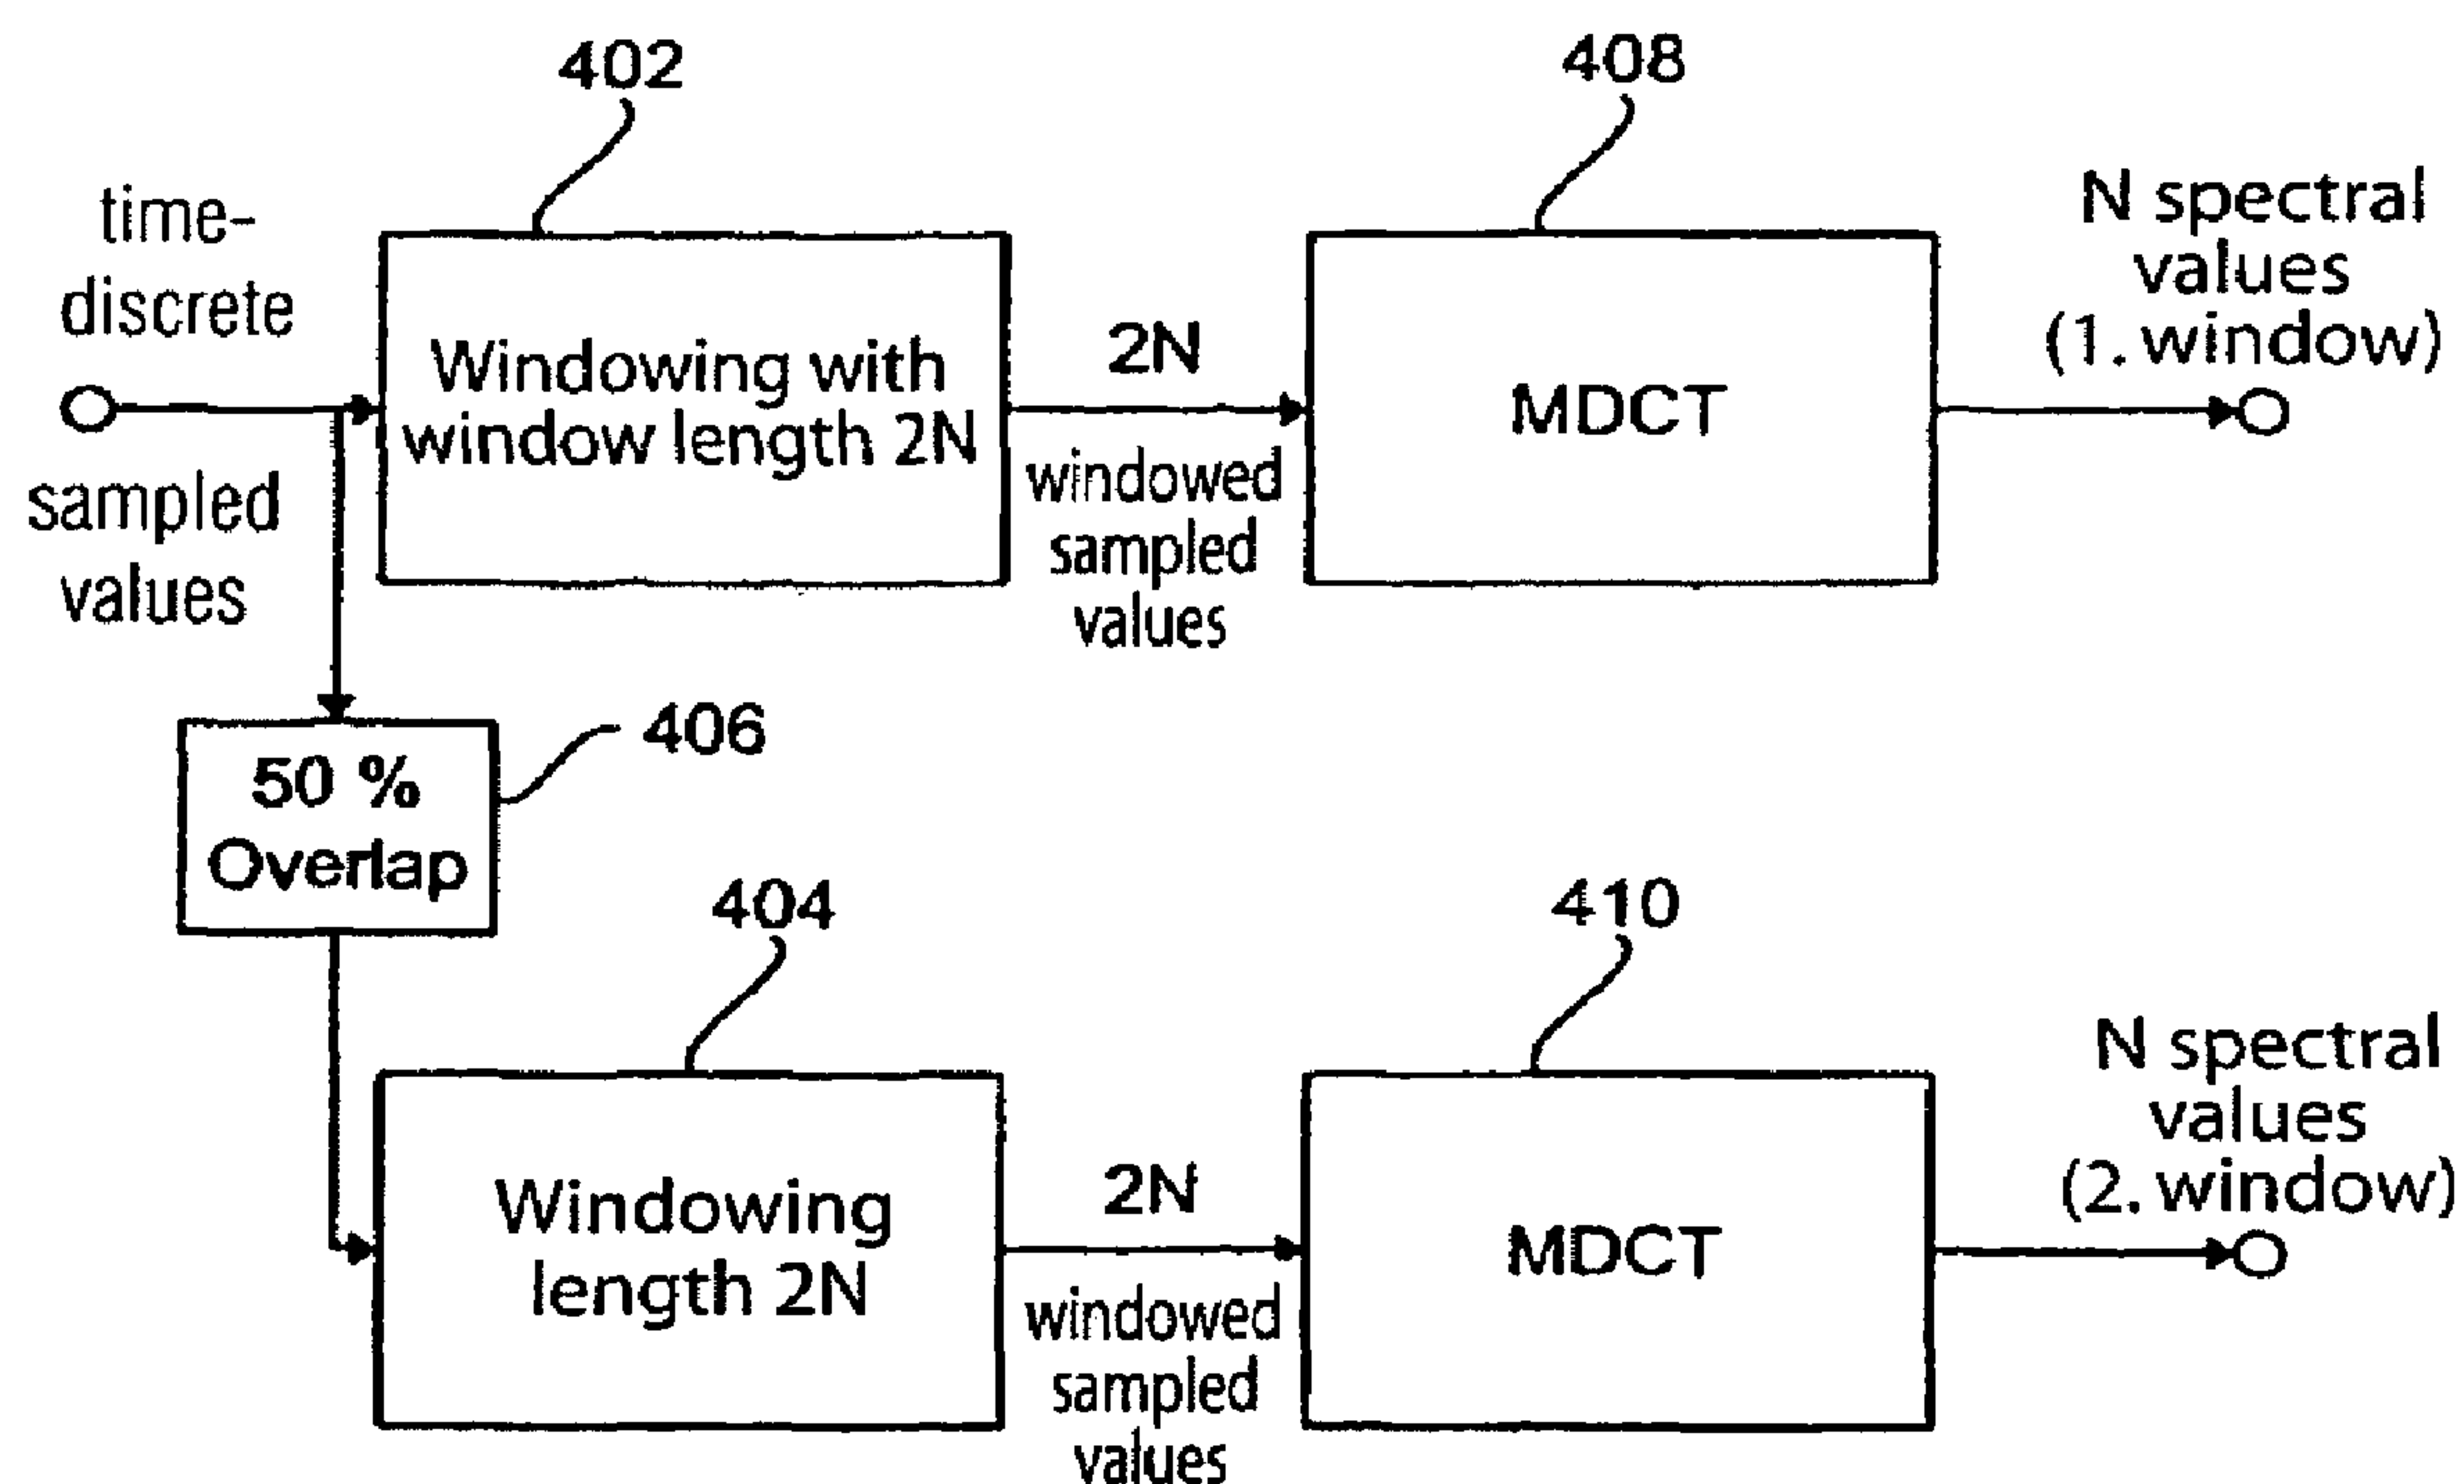 402
408
time-
discrete
sampled
values
Windowing with
window length 2N
2N
windowed
sampled
values
MDCT
N spectral
values
(1. window)
50 %
Overlap
406
404
410
Windowing
length 2N
2N
windowed
sampled
values
MDCT
N spectral
values
(2. window)